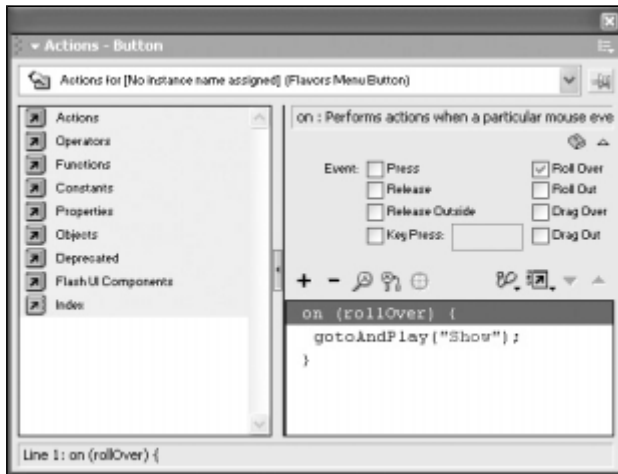 Actions - Button
Actions for [No instance name assigned] (Flavors Menu Button)
Actions
Operators
Functions
Constants
Properties
Objects
Deprecated
Flash UI Components
Index
on : Performs actions when a particular mouse eve
Event: Press Roll Over
Release Roll Out
Release Outside Drag Over
Key Press: Drag Out
on (rollOver) {
gotoAndPlay("Show");
}
Line 1: on (rollOver) {